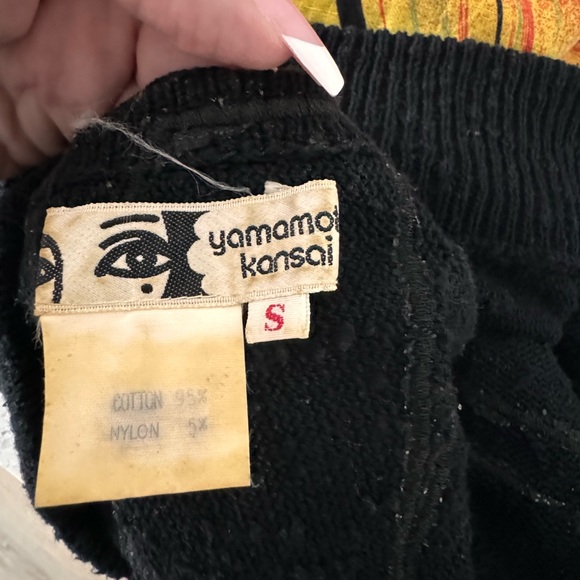 yamamot
kansai
S
COTTON 95%
NYLON 5%